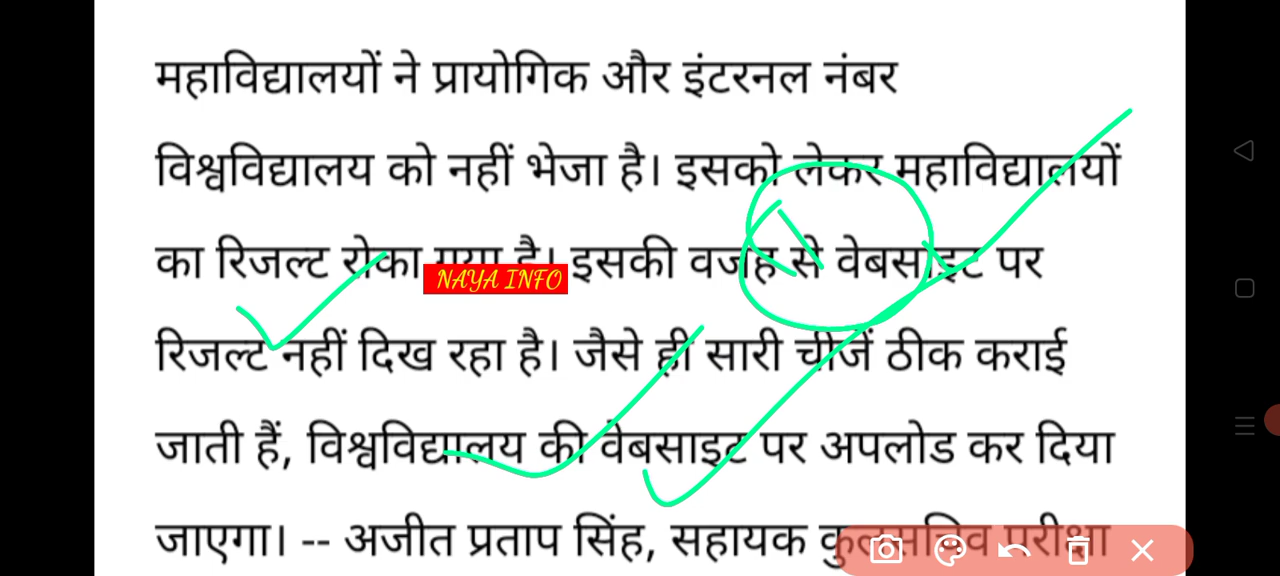 महाविद्यालयों ने प्रायोगिक और इंटरनल नंबर
विश्वविद्यालय को नहीं भेजा है। इसको लेकर महाविद्यालयों
का रिजल्ट रोका गया है। इसकी वजह से वेबसाइट पर
NAYA INFO
रिजल्ट नहीं दिख रहा है। जैसे ही सारी चीजें ठीक कराई
जाती हैं, विश्वविद्यालय की वेबसाइट पर अपलोड कर दिया
जाएगा। -- अजीत प्रताप सिंह, सहायक कुलसचिव परीक्षा